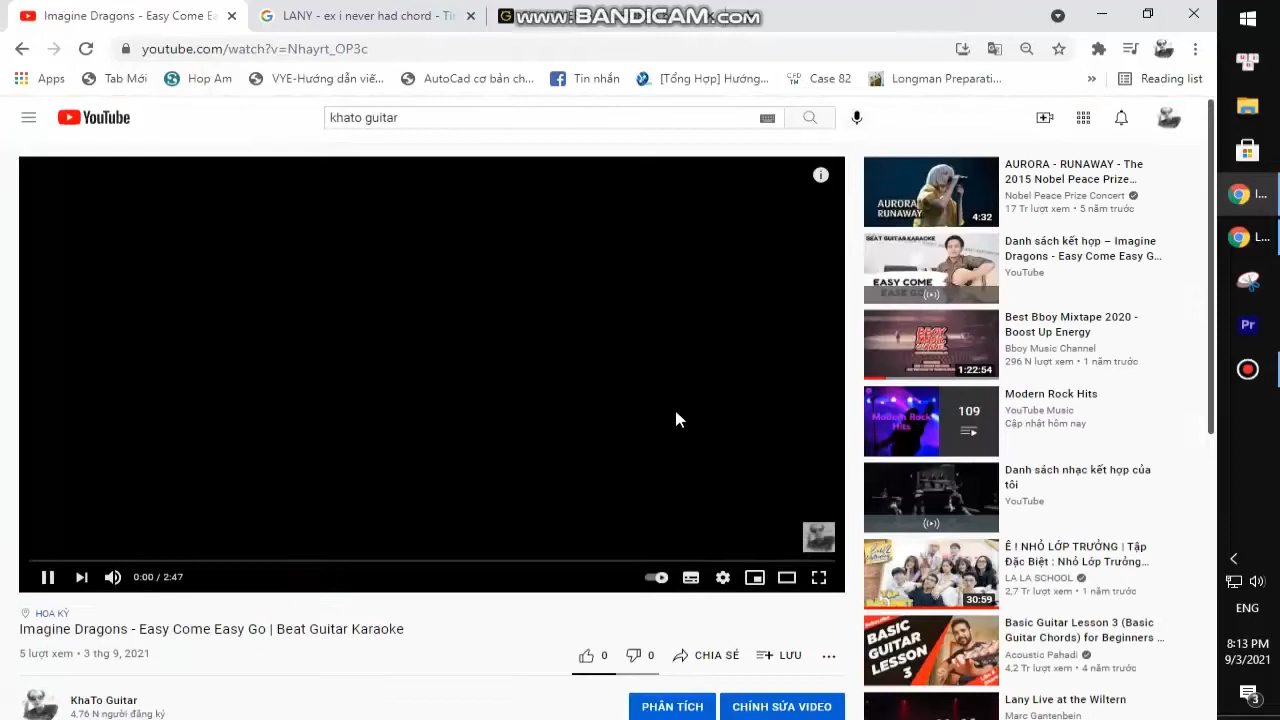 Imagine Dragons - Easy Come Ea
LANY - ex i never had chord - T
WWW.BANDICAM.COM
youtube.com/watch?v=Nhayrt_OP3c
Apps
Tab Mới
Hop Am
VYE-Hướng dẫn viế...
AutoCad cơ bản ch...
Tin nhắn
[Tổng Hợp] Hướng...
Case 82
Longman Preparati...
»
Reading list
YouTube
khato guitar
AURORA
RUNAWAY
4:32
AURORA - RUNAWAY - The
2015 Nobel Peace Prize...
Nobel Peace Prize Concert
17 Tr lượt xem • 5 năm trước
BEAT GUITAR KARAOKE
EASY COME
EASE GO
Danh sách kết hợp – Imagine
Dragons - Easy Come Easy G...
YouTube
1:22:54
Best Bboy Mixtape 2020 -
Boost Up Energy
Bboy Music Channel
296 N lượt xem • 1 năm trước
Modern Rock
Hits
109
Modern Rock Hits
YouTube Music
Cập nhật hôm nay
Danh sách nhạc kết hợp của
tôi
YouTube
30:59
Ê ! NHỎ LỚP TRƯỞNG | Tập
Đặc Biệt : Nhỏ Lớp Trưởng...
LA LA SCHOOL
2,7 Tr lượt xem • 1 năm trước
BASIC
GUITAR
LESSON
3
Basic Guitar Lesson 3 (Basic
Guitar Chords) for Beginners ...
Acoustic Pahadi
4,2 Tr lượt xem • 4 năm trước
Lany Live at the Wiltern
Marc Gantenbein
0:00 / 2:47
HOA KỲ
Imagine Dragons - Easy Come Easy Go | Beat Guitar Karaoke
5 lượt xem • 3 thg 9, 2021
0
0
CHIA SẺ
LƯU
KhaTo Guitar
4,76 N người đăng ký
PHÂN TÍCH
CHỈNH SỬA VIDEO
I...
L...
Pr
ENG
8:13 PM
9/3/2021
3